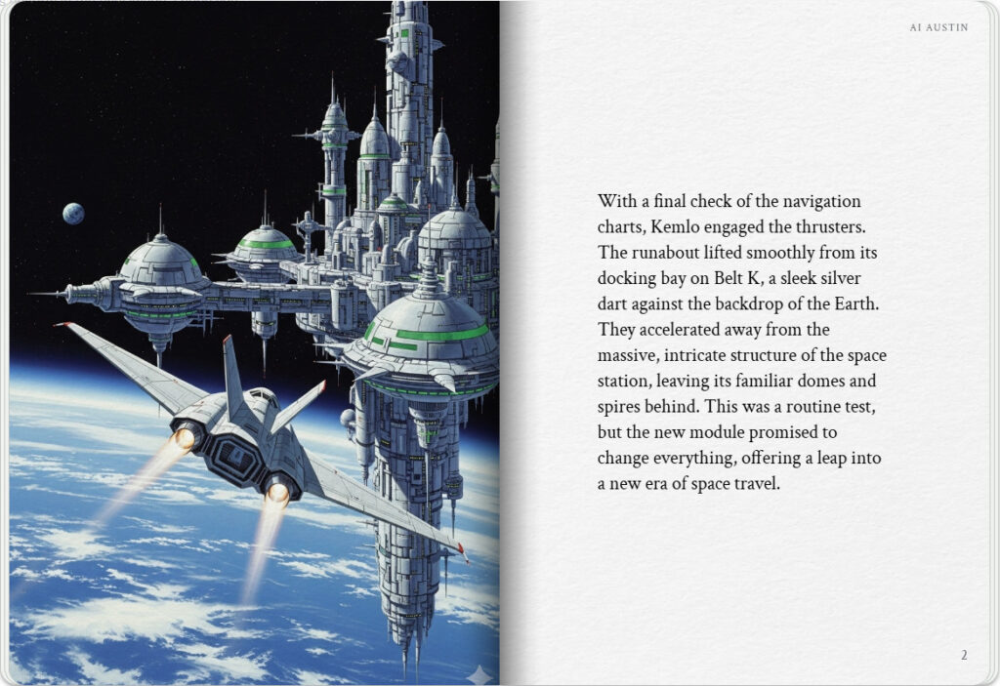 AI AUSTIN
With a final check of the navigation
charts, Kemlo engaged the thrusters.
The runabout lifted smoothly from its
docking bay on Belt K, a sleek silver
dart against the backdrop of the Earth.
They accelerated away from the
massive, intricate structure of the space
station, leaving its familiar domes and
spires behind. This was a routine test,
but the new module promised to
change everything, offering a leap into
a new era of space travel.
2